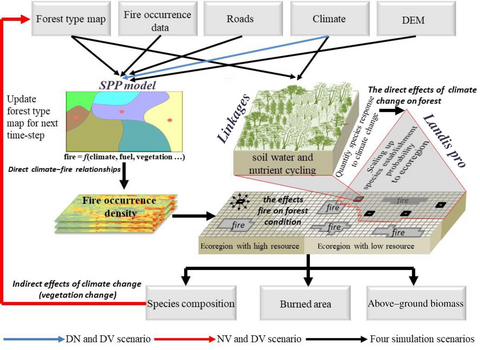 Forest type map
Fire occurrence
data
Roads
Climate
DEM
SPP model
Update
forest type
map for next
time-step
fire = f(climate, fuel, vegetation ...)
Direct climate–fire relationships
Linkages
soil water and
nutrient cycling
Quantify species response
to climate change
The direct effects of climate
change on forest
Landis pro
Scaling up
species establishment
probability
to ecoregion
Fire occurrence
density
the effects
fire on forest
condition
fire
fire
fire
fire
fire
Ecoregion with high resource
Ecoregion with low resource
Indirect effects of climate change
(vegetation change)
Species composition
Burned area
Above–ground biomass
DN and DV scenario
NV and DV scenario
Four simulation scenarios